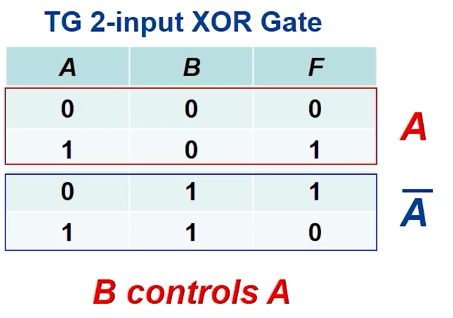 TG 2-input XOR Gate
A B F
0 0 0
1 0 1
A
0 1 1
1 1 0
A̅
B controls A